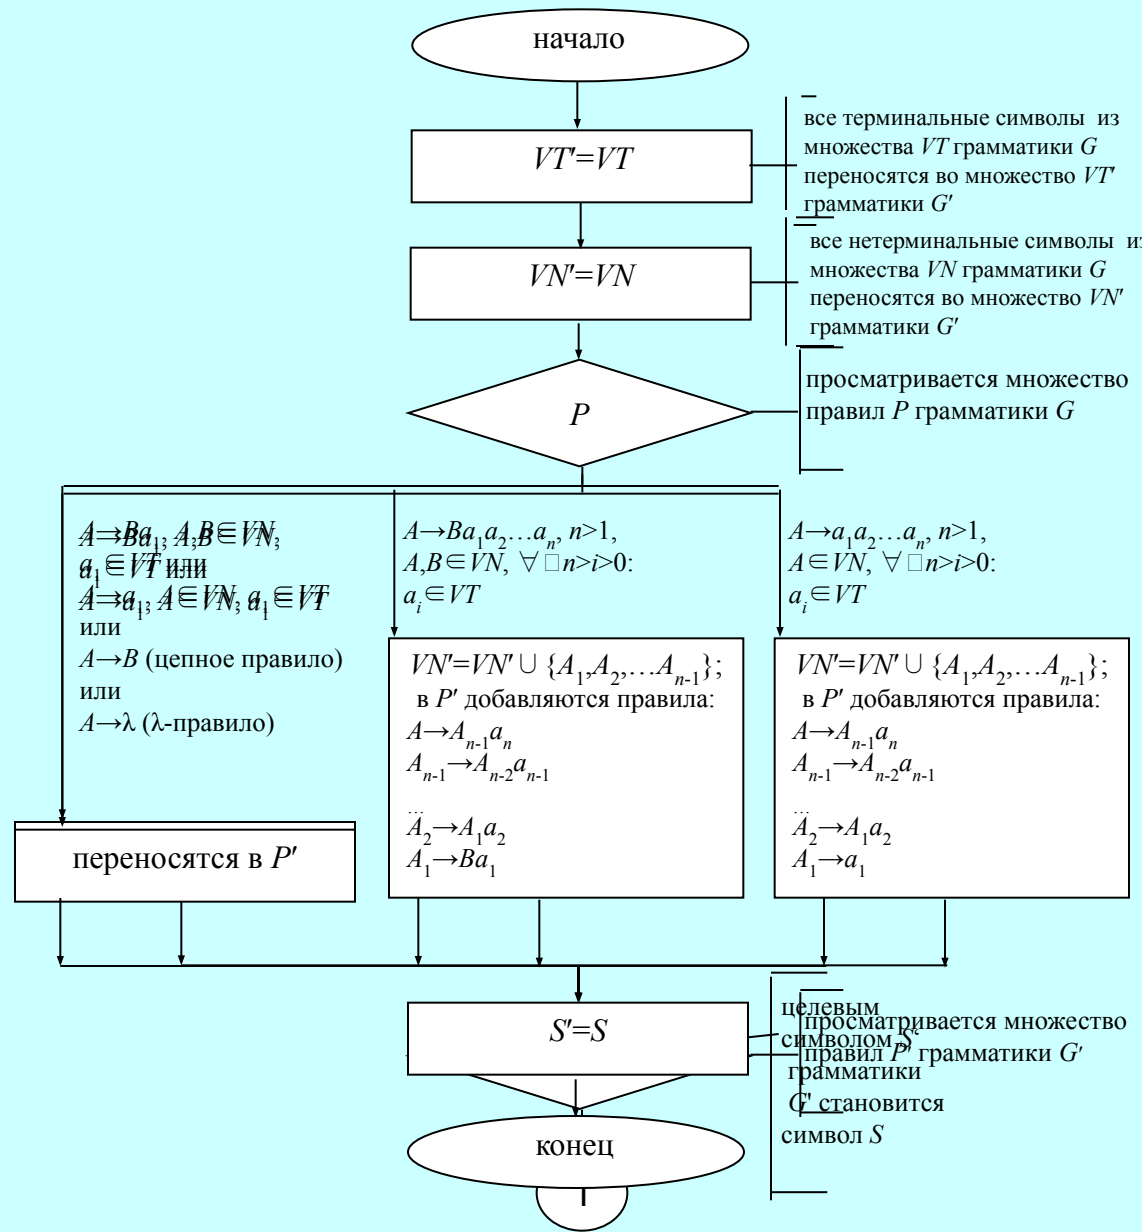 начало
VT'=VT
все терминальные символы из
множества VT грамматики G
переносятся во множество VT'
грамматики G'
VN'=VN
все нетерминальные символы из
множества VN грамматики G
переносятся во множество VN'
грамматики G'
P
просматривается множество
правил P грамматики G
A→Ba₁, A,B∈VN,
a₁∈VT или
A→a₁, A∈VN, a₁∈VT
или
A→B (цепное правило)
или
A→λ (λ-правило)
переносятся в P'
A→Ba₁a₂…aₙ, n>1,
A,B∈VN, ∀ □n>i>0:
aᵢ∈VT
VN'=VN' ∪ {A₁,A₂,…Aₙ₋₁};
в P' добавляются правила:
A→Aₙ₋₁aₙ
Aₙ₋₁→Aₙ₋₂aₙ₋₁
…
A₂→A₁a₂
A₁→Ba₁
A→a₁a₂…aₙ, n>1,
A∈VN, ∀ □n>i>0:
aᵢ∈VT
VN'=VN' ∪ {A₁,A₂,…Aₙ₋₁};
в P' добавляются правила:
A→Aₙ₋₁aₙ
Aₙ₋₁→Aₙ₋₂aₙ₋₁
…
A₂→A₁a₂
A₁→a₁
S'=S
целевым
символом S'
грамматики
G' становится
символ S
просматривается множество
правил P' грамматики G'
конец